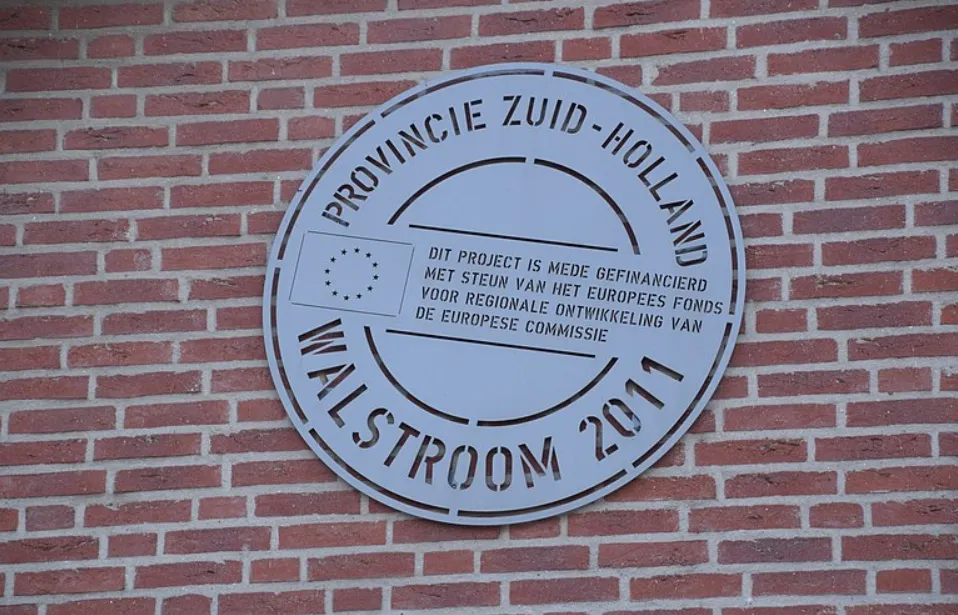 PROVINCIE ZUID-HOLLAND
DIT PROJECT IS MEDE GEFINANCIERD
MET STEUN VAN HET EUROPEES FONDS
VOOR REGIONALE ONTWIKKELING VAN
DE EUROPESE COMMISSIE
WALSTROOM 2011